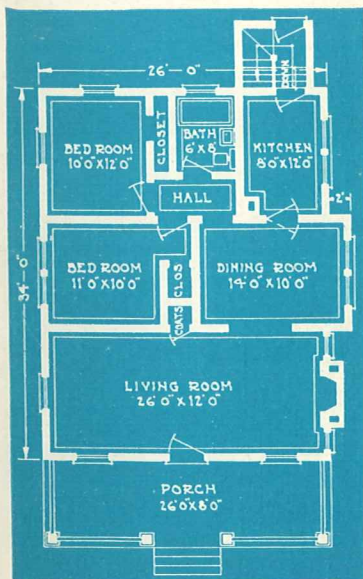 26'-0"
DOWN
BED ROOM
10'0"X12'0"
CLOSET
BATH
6'X8'
KITCHEN
8'0"X12'0"
HALL
2'
34'-0"
BED ROOM
11'0"X10'0"
CLOS
DINING ROOM
14'0"X10'0"
COATS
LIVING ROOM
26'0"X12'0"
PORCH
26'0"X8'0"